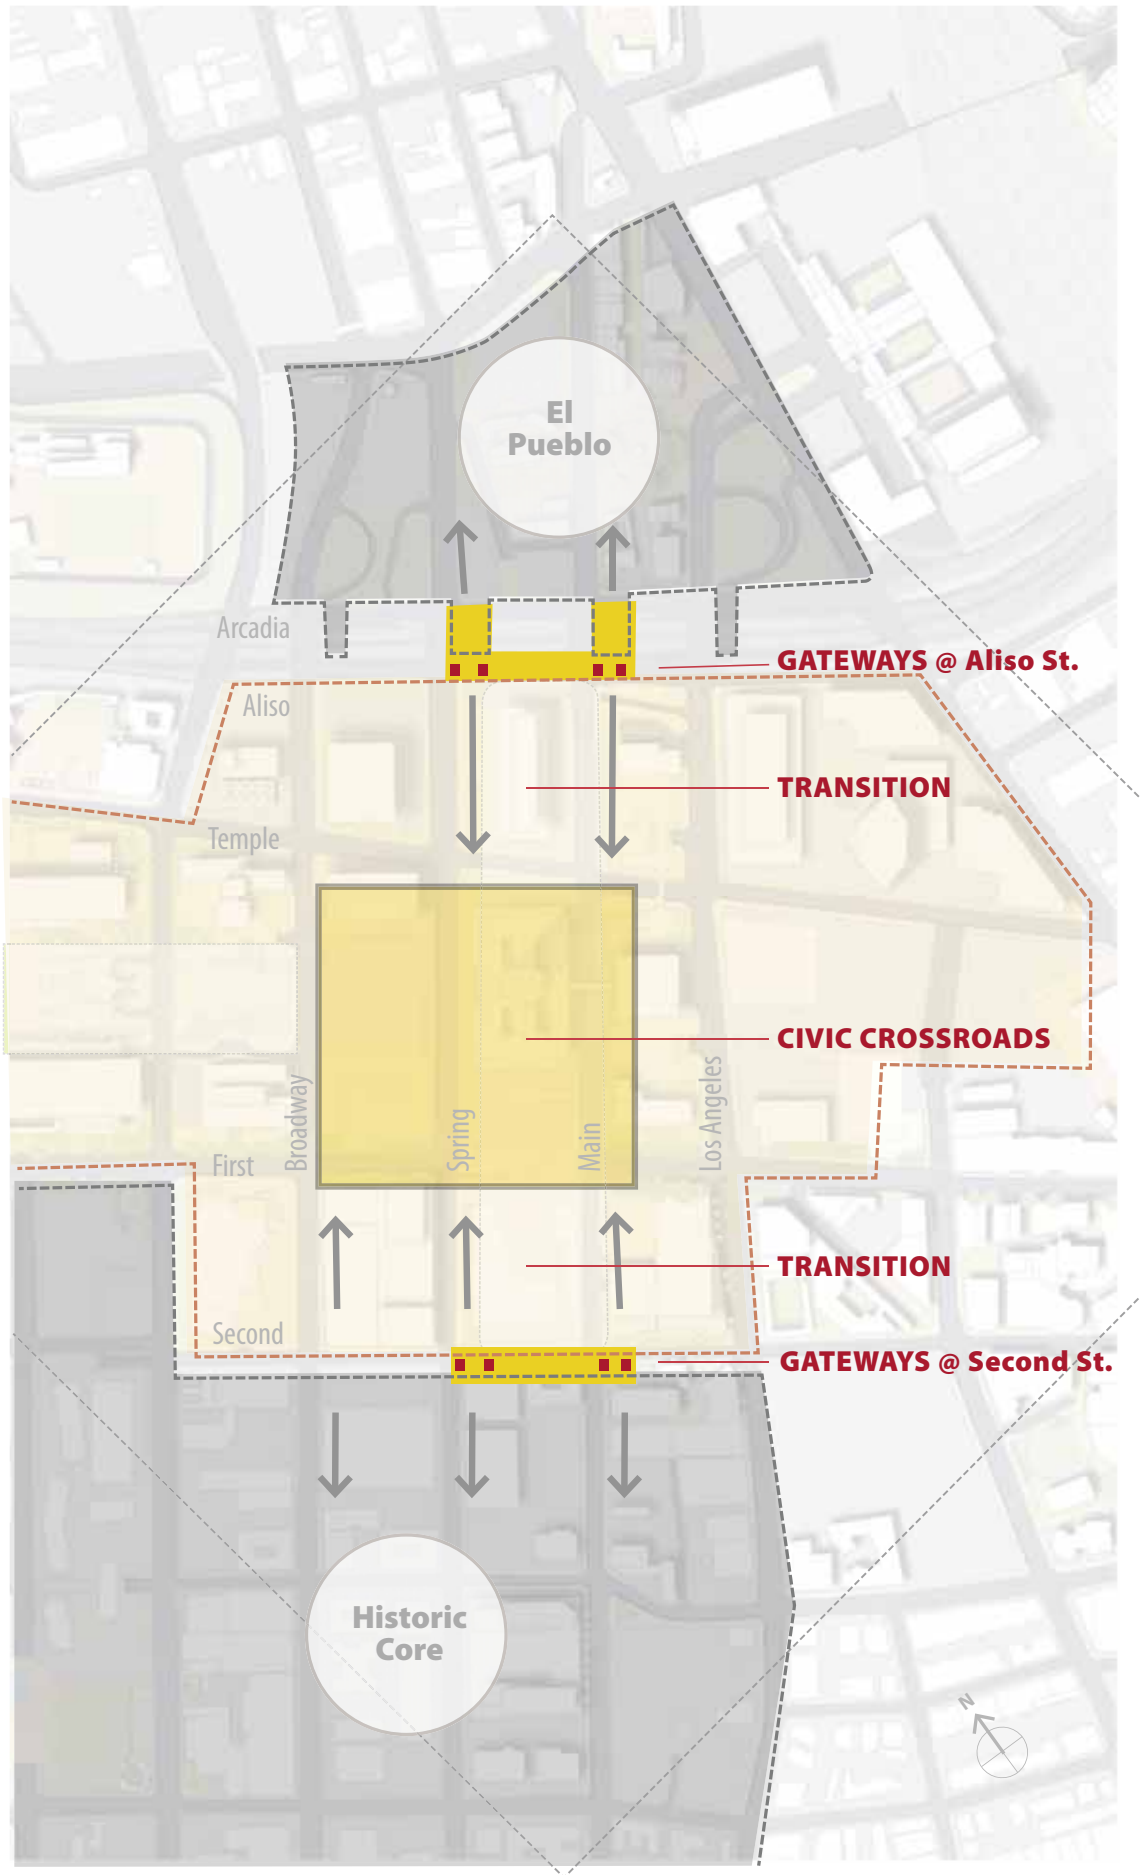 El
Pueblo
Arcadia
GATEWAYS @ Aliso St.
Aliso
TRANSITION
Temple
CIVIC CROSSROADS
Broadway
Spring
Main
Los Angeles
First
TRANSITION
Second
GATEWAYS @ Second St.
Historic
Core
N